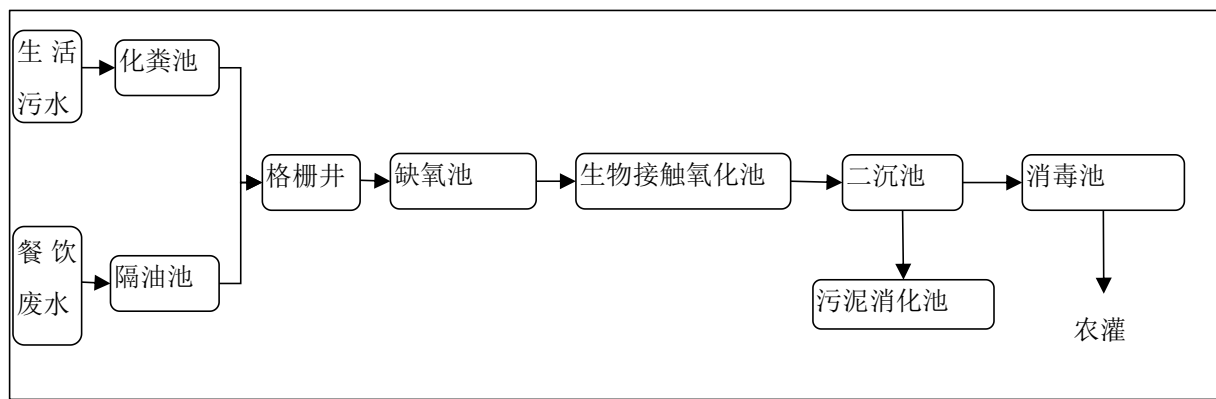 生活
污水
化粪池
格栅井
缺氧池
生物接触氧化池
二沉池
消毒池
餐饮
废水
隔油池
污泥消化池
农灌